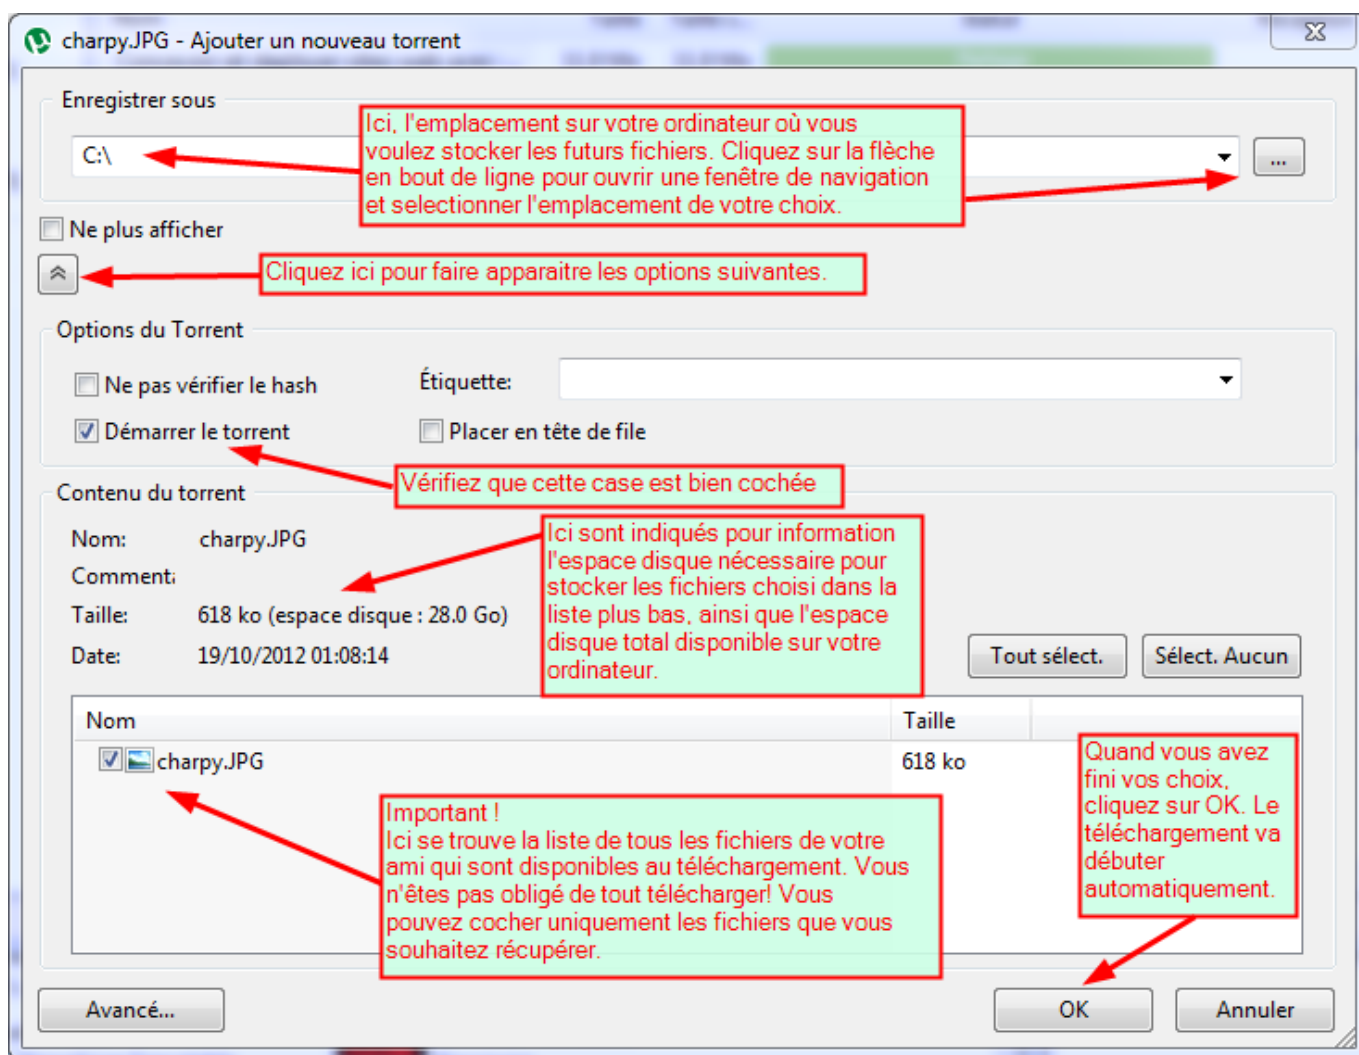 charpy.JPG - Ajouter un nouveau torrent
Enregistrer sous
C:\
...
Ici, l'emplacement sur votre ordinateur où vous
voulez stocker les futurs fichiers. Cliquez sur la flèche
en bout de ligne pour ouvrir une fenêtre de navigation
et selectionner l'emplacement de votre choix.
Ne plus afficher
Cliquez ici pour faire apparaitre les options suivantes.
Options du Torrent
Ne pas vérifier le hash
Étiquette:
Démarrer le torrent
Placer en tête de file
Vérifiez que cette case est bien cochée
Contenu du torrent
Nom: charpy.JPG
Comment:
Taille: 618 ko (espace disque : 28.0 Go)
Date: 19/10/2012 01:08:14
Ici sont indiqués pour information
l'espace disque nécessaire pour
stocker les fichiers choisi dans la
liste plus bas, ainsi que l'espace
disque total disponible sur votre
ordinateur.
Tout sélect.
Sélect. Aucun
Nom Taille
charpy.JPG 618 ko
Important !
Ici se trouve la liste de tous les fichiers de votre
ami qui sont disponibles au téléchargement. Vous
n'êtes pas obligé de tout télécharger! Vous
pouvez cocher uniquement les fichiers que vous
souhaitez récupérer.
Quand vous avez
fini vos choix,
cliquez sur OK. Le
téléchargement va
débuter
automatiquement.
Avancé...
OK
Annuler